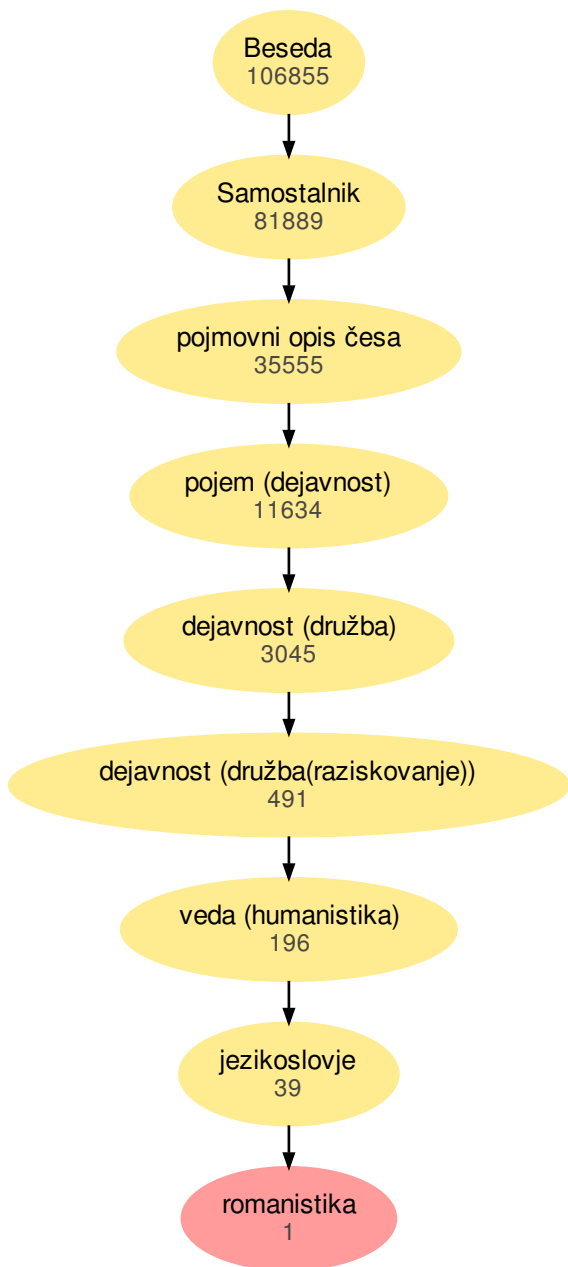 Beseda
106855
Samostalnik
81889
pojmovni opis česa
35555
pojem (dejavnost)
11634
dejavnost (družba)
3045
dejavnost (družba(raziskovanje))
491
veda (humanistika)
196
jezikoslovje
39
romanistika
1